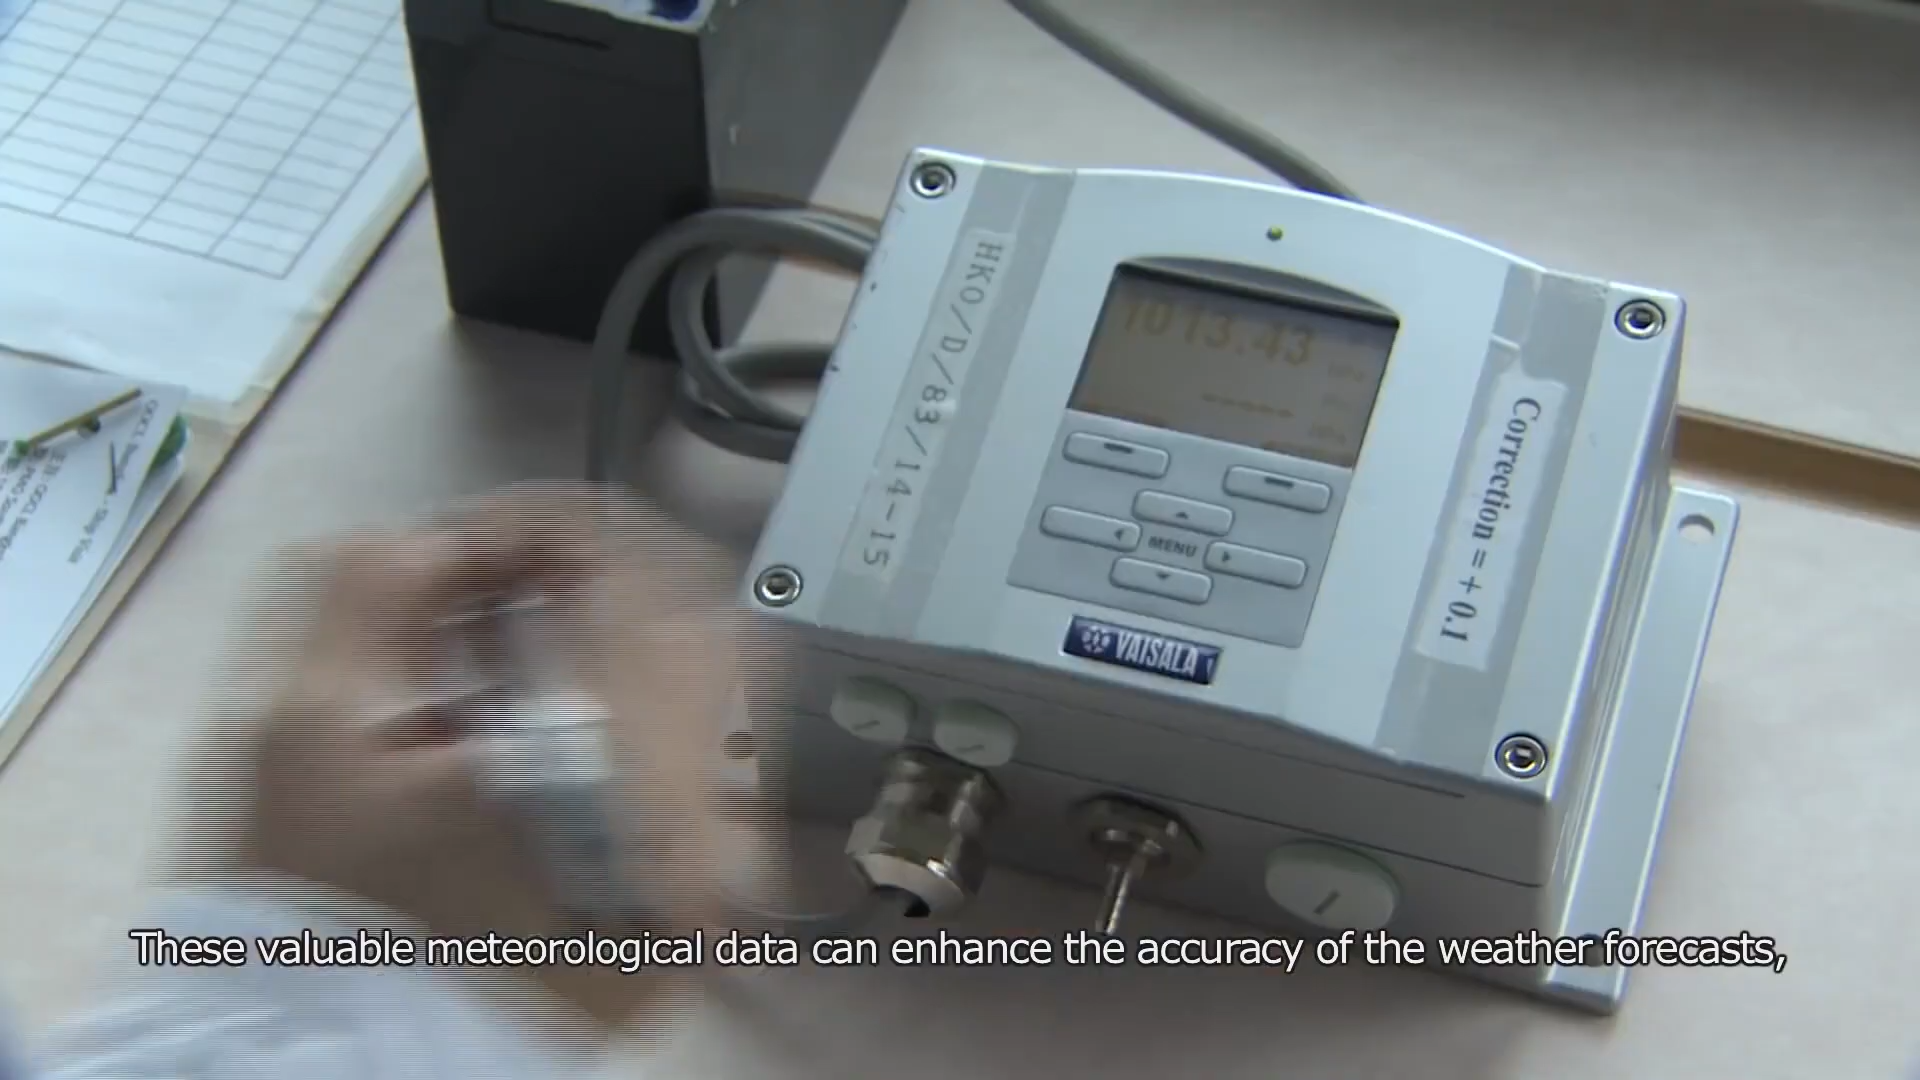 HKO/D/83/14-15
1013.43
Correction = + 0.1
MENU
VAISALA
These valuable meteorological data can enhance the accuracy of the weather forecasts,